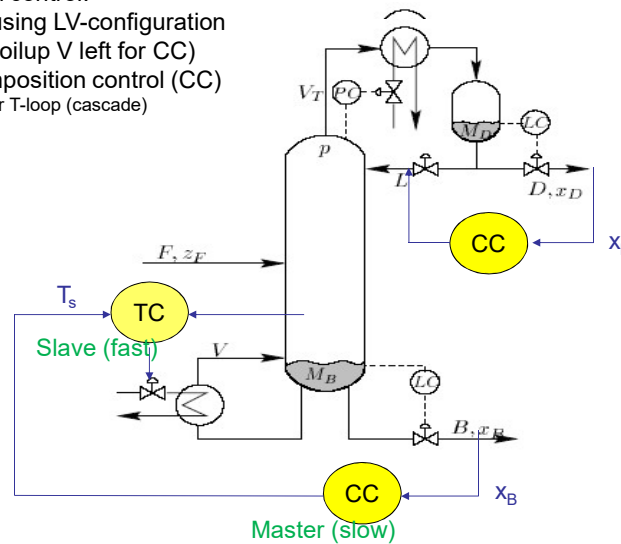 using LV-configuration
oilup V left for CC)
nposition control (CC)
r T-loop (cascade)
V_T
PC
p
M_D
LC
L
D, x_D
CC
x
F, z_F
T_s
TC
Slave (fast)
V
M_B
LC
B, x_B
CC
x_B
Master (slow)